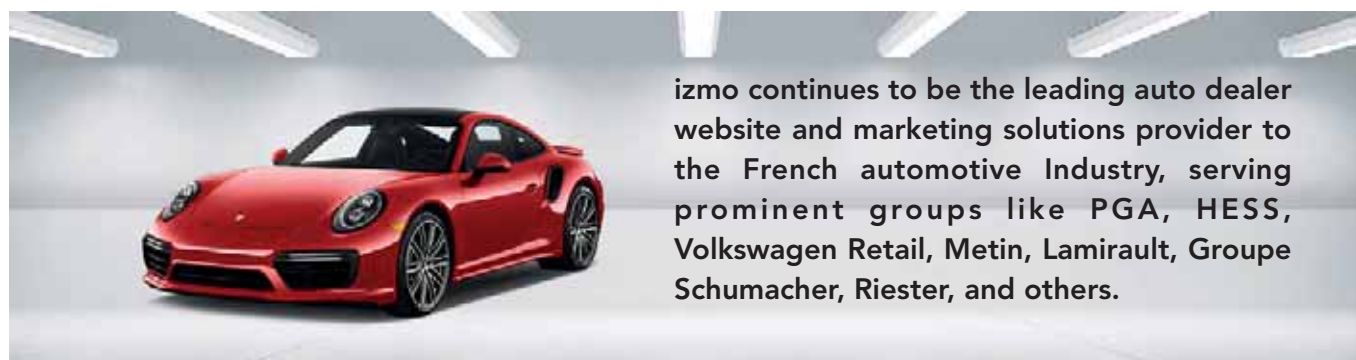 izmo continues to be the leading auto dealer
website and marketing solutions provider to
the French automotive Industry, serving
prominent groups like PGA, HESS,
Volkswagen Retail, Metin, Lamirault, Groupe
Schumacher, Riester, and others.